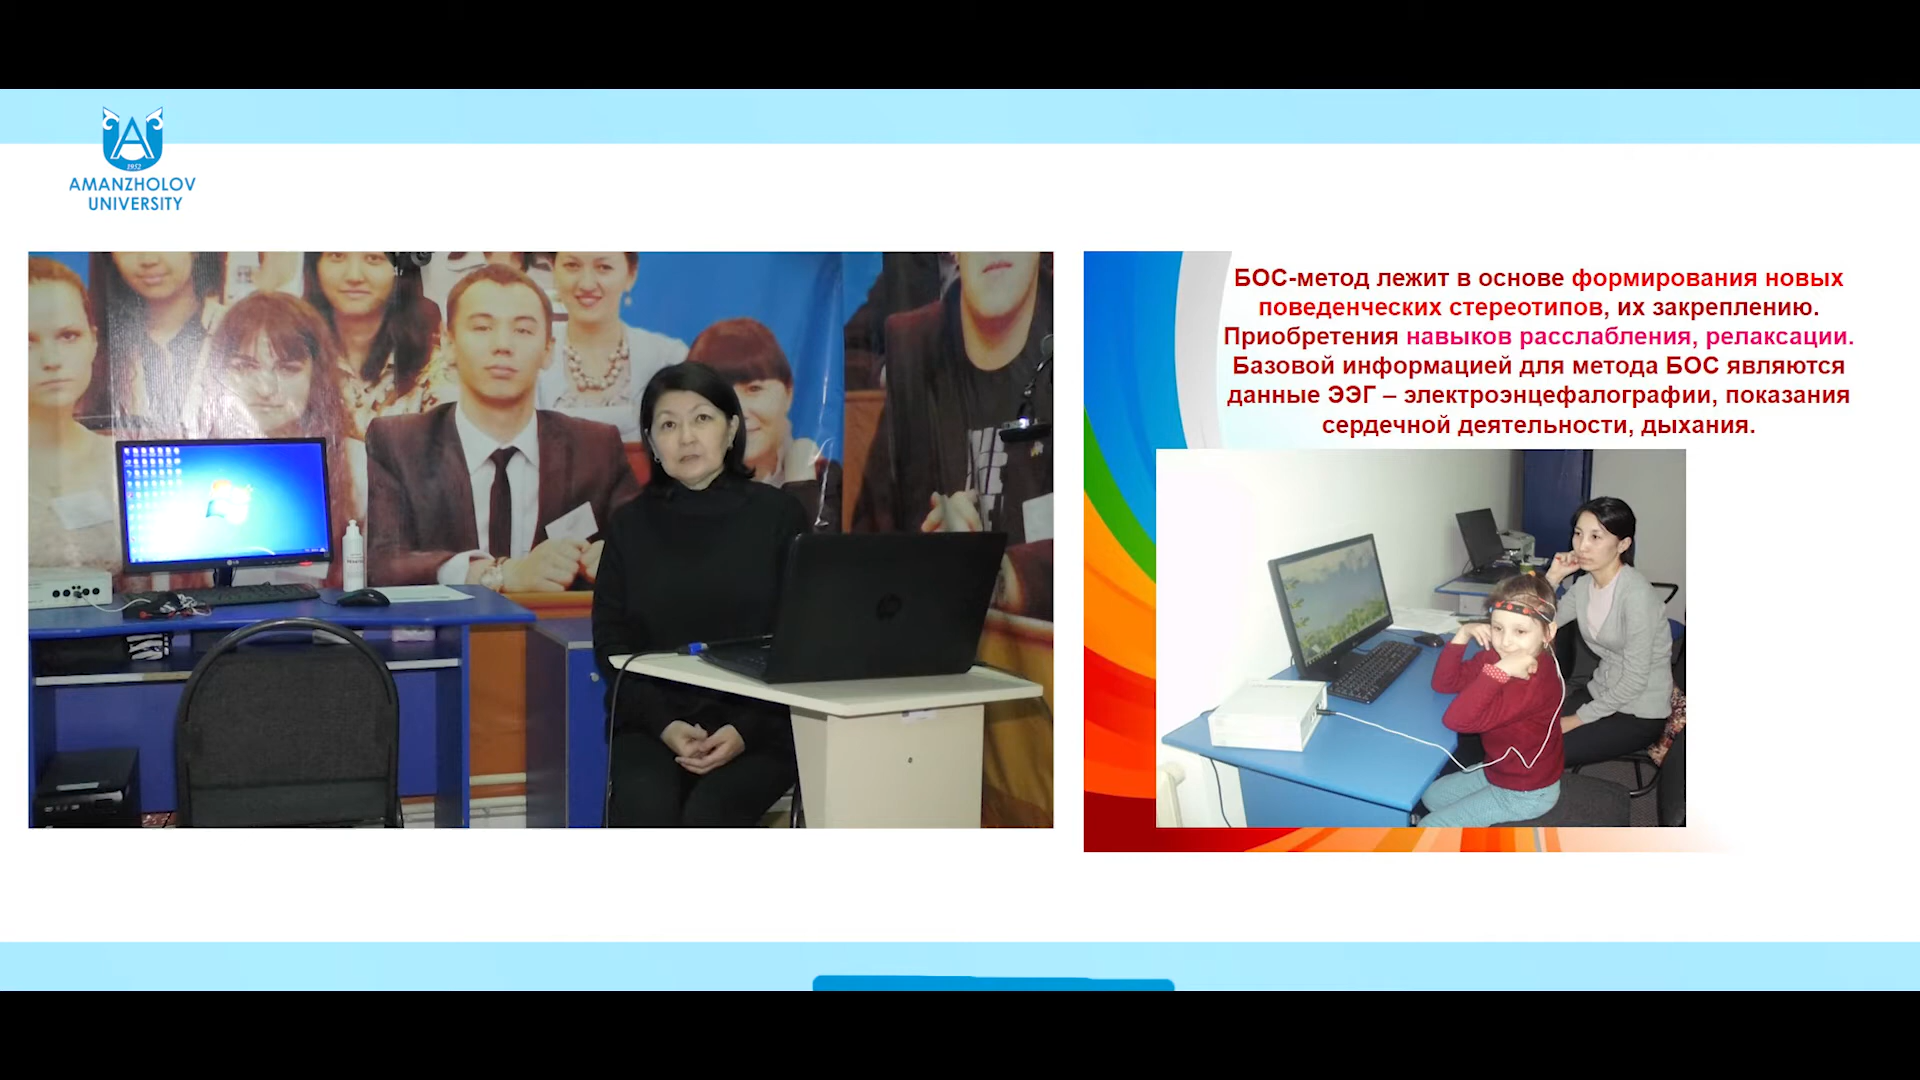 1952
AMANZHOLOV
UNIVERSITY
БОС-метод лежит в основе формирования новых
поведенческих стереотипов, их закреплению.
Приобретения навыков расслабления, релаксации.
Базовой информацией для метода БОС являются
данные ЭЭГ – электроэнцефалографии, показания
сердечной деятельности, дыхания.